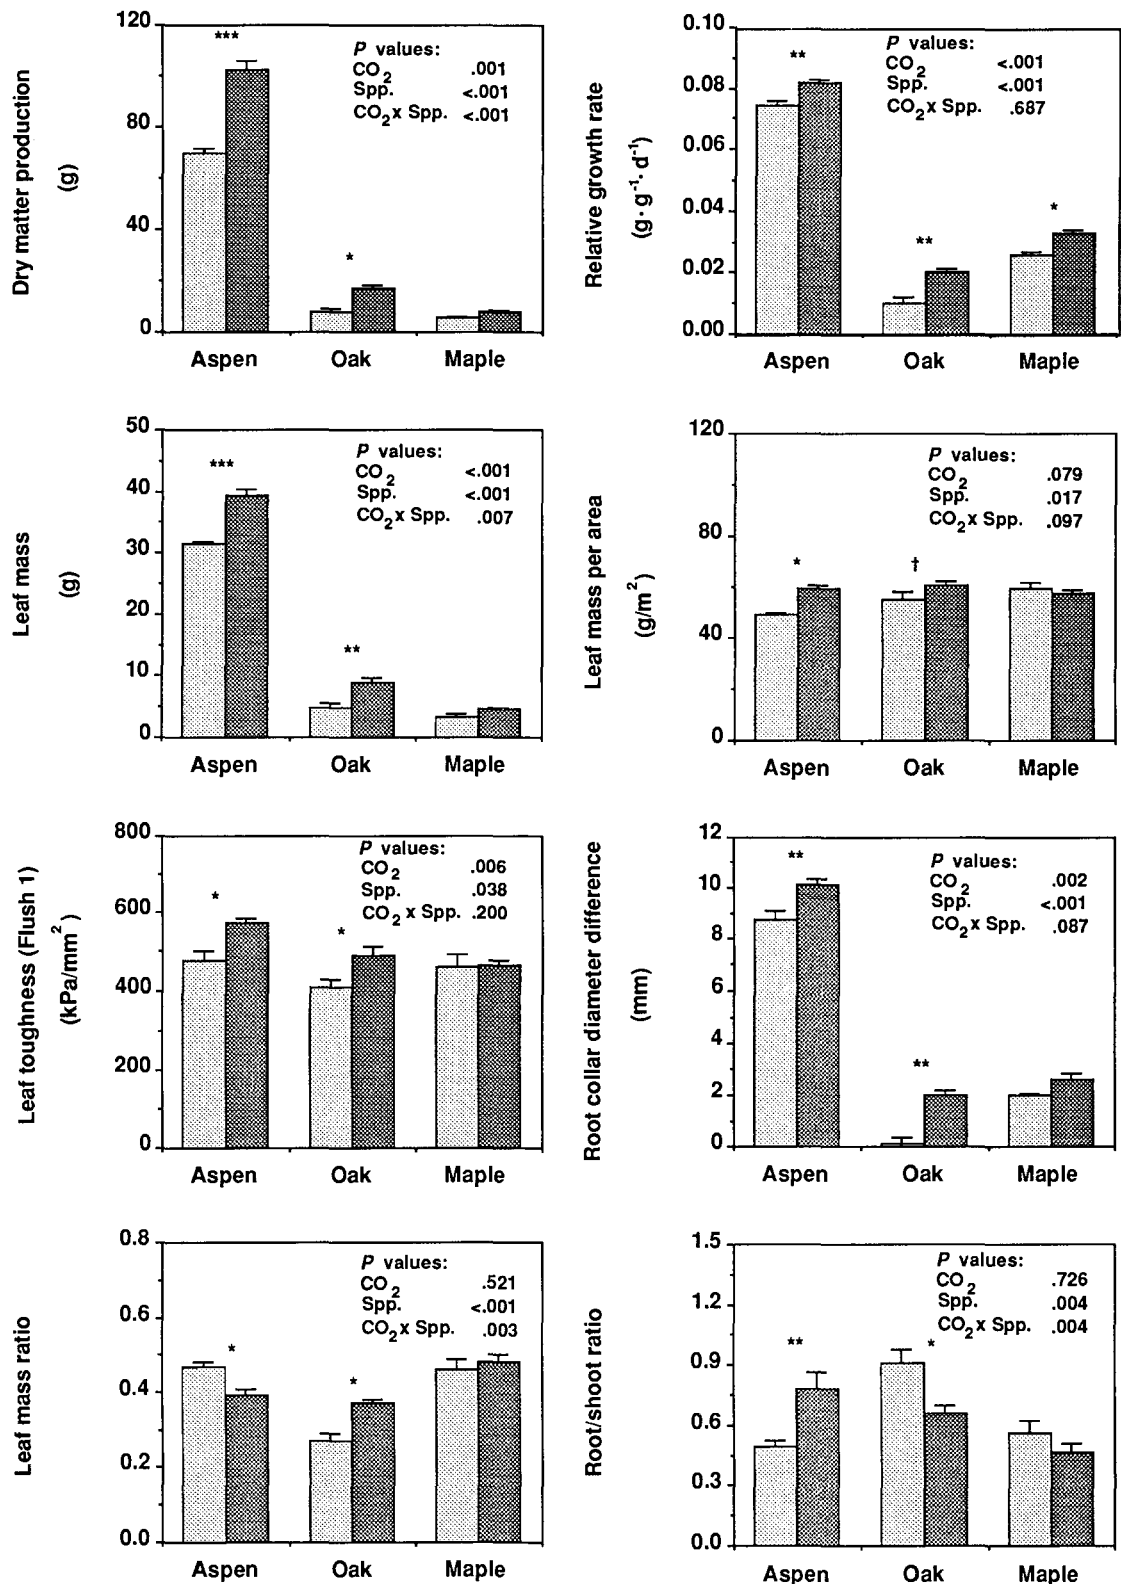 Dry matter production
(g)
120
80
40
0
***
*
P values:
CO2 .001
Spp. <.001
CO2 x Spp. <.001
Aspen Oak Maple
Relative growth rate
(g·g-1·d-1)
0.10
0.08
0.06
0.04
0.02
0.00
**
**
*
P values:
CO2 <.001
Spp. <.001
CO2 x Spp. .687
Aspen Oak Maple
Leaf mass
(g)
50
40
30
20
10
0
***
**
P values:
CO2 <.001
Spp. <.001
CO2 x Spp. .007
Aspen Oak Maple
Leaf mass per area
(g/m2)
120
80
40
0
*
†
P values:
CO2 .079
Spp. .017
CO2 x Spp. .097
Aspen Oak Maple
Leaf toughness (Flush 1)
(kPa/mm2)
800
600
400
200
0
*
*
P values:
CO2 .006
Spp. .038
CO2 x Spp. .200
Aspen Oak Maple
Root collar diameter difference
(mm)
12
10
8
6
4
2
0
**
**
P values:
CO2 .002
Spp. <.001
CO2 x Spp. .087
Aspen Oak Maple
Leaf mass ratio
0.8
0.6
0.4
0.2
0.0
*
*
P values:
CO2 .521
Spp. <.001
CO2 x Spp. .003
Aspen Oak Maple
Root/shoot ratio
1.5
1.2
0.9
0.6
0.3
0.0
**
*
P values:
CO2 .726
Spp. .004
CO2 x Spp. .004
Aspen Oak Maple